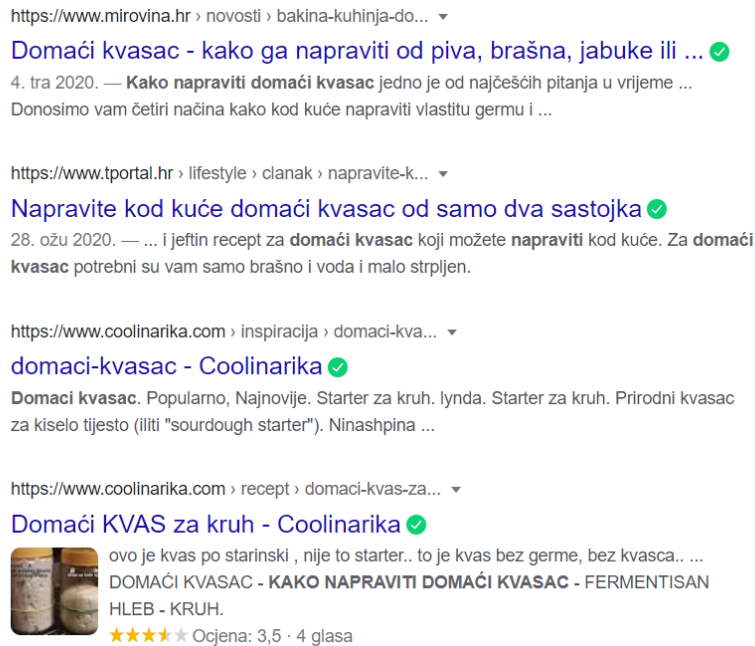 https://www.mirovina.hr › novosti › bakina-kuhinja-do...
Domaći kvasac - kako ga napraviti od piva, brašna, jabuke ili ...
4. tra 2020. — Kako napraviti domaći kvasac jedno je od najčešćih pitanja u vrijeme ...
Donosimo vam četiri načina kako kod kuće napraviti vlastitu germu i ...
https://www.tportal.hr › lifestyle › clanak › napravite-k...
Napravite kod kuće domaći kvasac od samo dva sastojka
28. ožu 2020. — ... i jeftin recept za domaći kvasac koji možete napraviti kod kuće. Za domaći
kvasac potrebni su vam samo brašno i voda i malo strpljen.
https://www.coolinarika.com › inspiracija › domaci-kva...
domaci-kvasac - Coolinarika
Domaci kvasac. Popularno, Najnovije. Starter za kruh. lynda. Starter za kruh. Prirodni kvasac
za kiselo tijesto (iliti "sourdough starter"). Ninashpina ...
https://www.coolinarika.com › recept › domaci-kvas-za...
Domaći KVAS za kruh - Coolinarika
ovo je kvas po starinski , nije to starter.. to je kvas bez germe, bez kvasca.. ...
DOMAĆI KVASAC - KAKO NAPRAVITI DOMAĆI KVASAC - FERMENTISAN
HLEB - KRUH.
Ocjena: 3,5 · 4 glasa